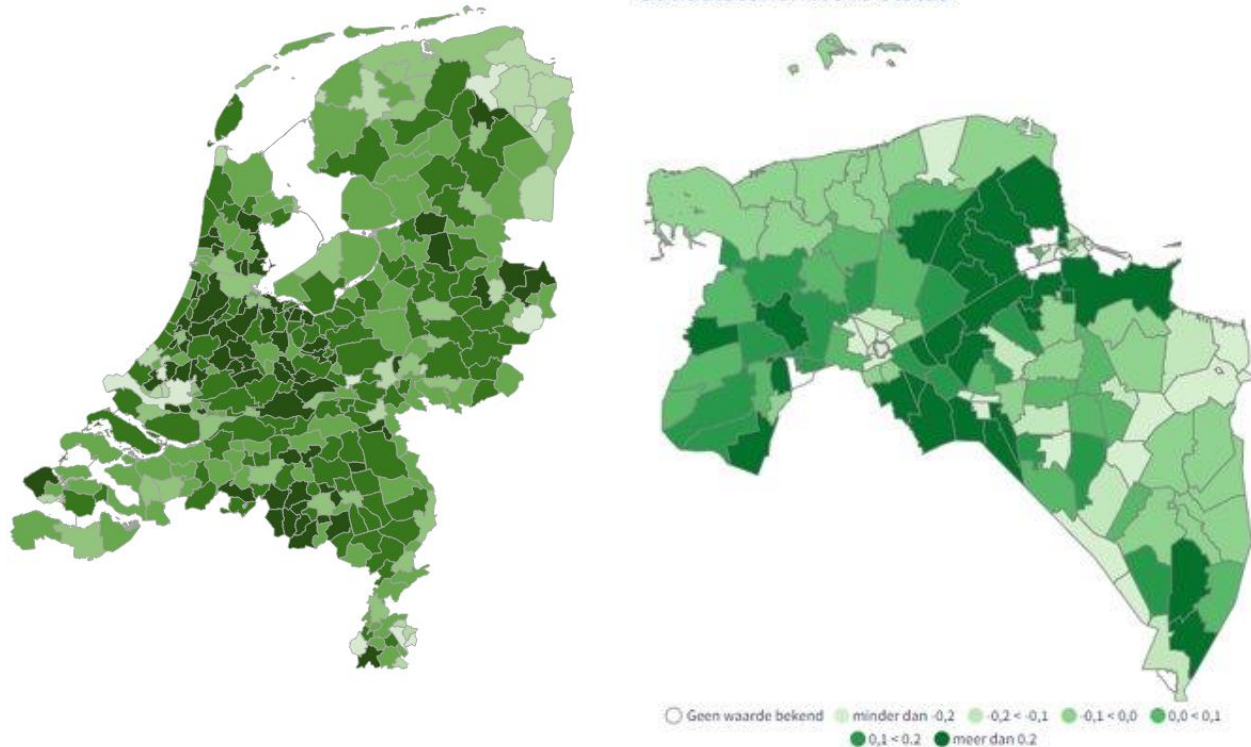 Geen waarde bekend minder dan -0,2 -0,2 < -0,1 -0,1 < 0,0 0,0 < 0,1
0,1 < 0.2 meer dan 0.2